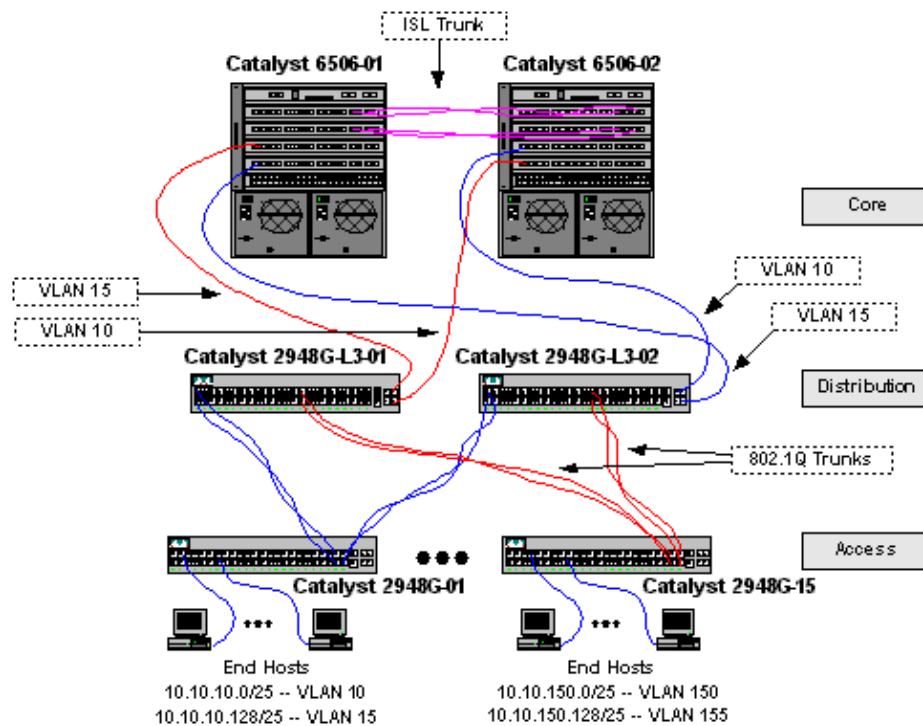 ISL Trunk
Catalyst 6506-01
Catalyst 6506-02
Core
VLAN 10
VLAN 15
VLAN 15
VLAN 10
Catalyst 2948G-L3-01
Catalyst 2948G-L3-02
Distribution
802.1Q Trunks
Access
Catalyst 2948G-01
Catalyst 2948G-15
End Hosts
10.10.10.0/25 -- VLAN 10
10.10.10.128/25 -- VLAN 15
End Hosts
10.10.150.0/25 -- VLAN 150
10.10.150.128/25 -- VLAN 155